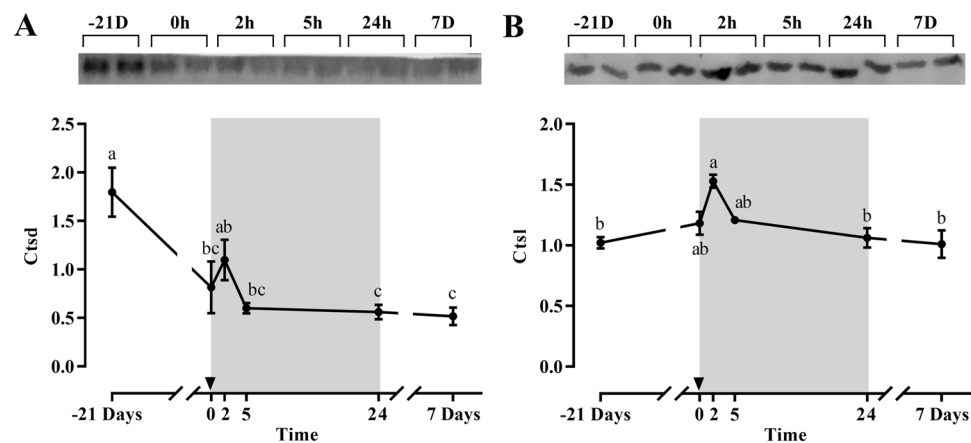 A
-21D 0h 2h 5h 24h 7D
2.5
2.0
1.5
1.0
0.5
0.0
Ctsd
a
bc
ab
bc
c
c
-21 Days 0 2 5 24 7 Days
Time
B
-21D 0h 2h 5h 24h 7D
2.0
1.5
1.0
0.5
0.0
Ctsl
b
ab
a
ab
b
b
-21 Days 0 2 5 24 7 Days
Time